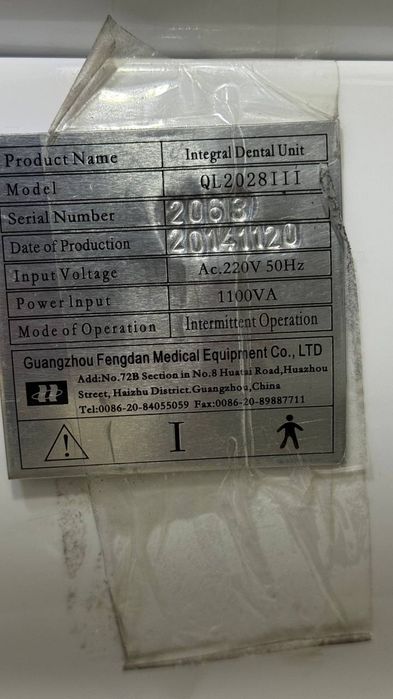 Product Name Integral Dental Unit
Model QL2028III
Serial Number 2063
Date of Production 20141120
Input Voltage Ac.220V 50Hz
Power Input 1100VA
Mode of Operation Intermittent Operation
Guangzhou Fengdan Medical Equipment Co., LTD
Add:No.72B Section in No.8 Huatai Road,Huazhou
Street, Haizhu District.Guangzhou,China
Tel:0086-20-84055059 Fax:0086-20-89887711
I